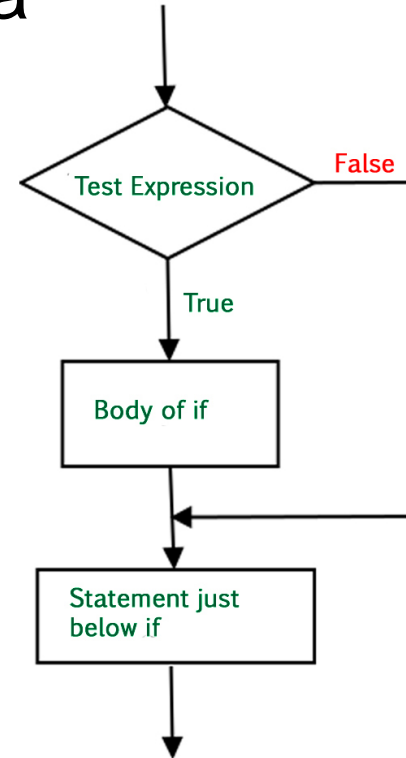 a
False
Test Expression
True
Body of if
Statement just
below if